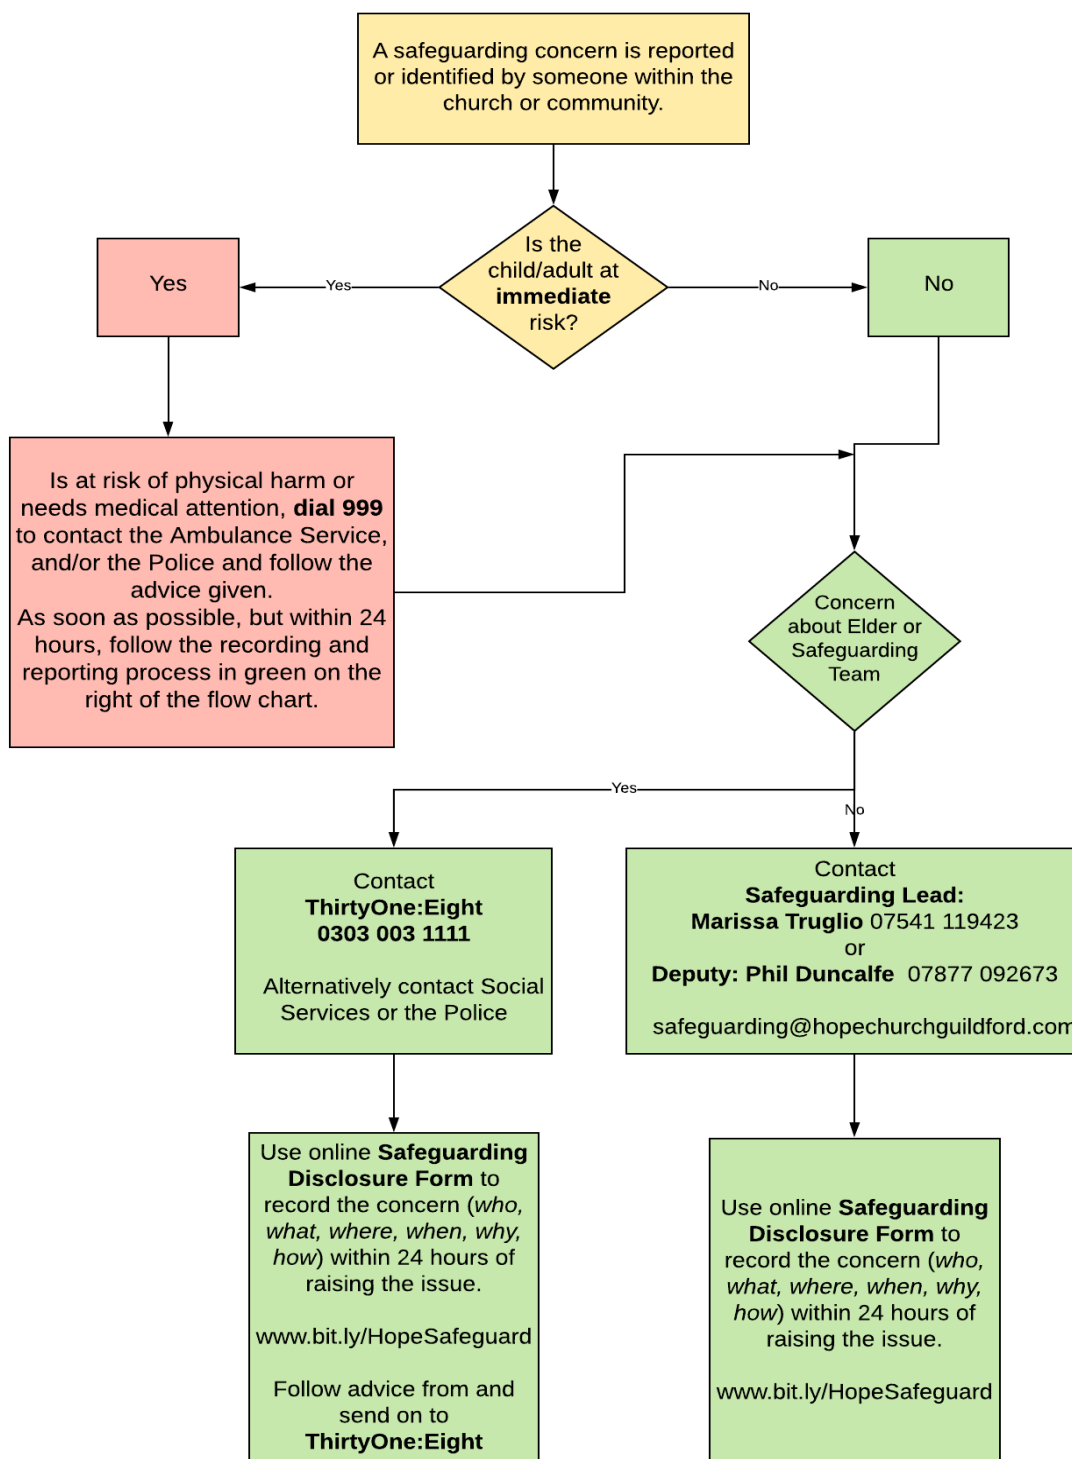 A safeguarding concern is reported
or identified by someone within the
church or community.
Is the
child/adult at
immediate
risk?
Yes
Yes
No
No
Is at risk of physical harm or
needs medical attention, dial 999
to contact the Ambulance Service,
and/or the Police and follow the
advice given.
As soon as possible, but within 24
hours, follow the recording and
reporting process in green on the
right of the flow chart.
Concern
about Elder or
Safeguarding
Team
Yes
No
Contact
ThirtyOne:Eight
0303 003 1111
Alternatively contact Social
Services or the Police
Contact
Safeguarding Lead:
Marissa Truglio 07541 119423
or
Deputy: Phil Duncalfe 07877 092673
safeguarding@hopechurchguildford.com
Use online Safeguarding
Disclosure Form to
record the concern (who,
what, where, when, why,
how) within 24 hours of
raising the issue.
www.bit.ly/HopeSafeguard
Follow advice from and
send on to
ThirtyOne:Eight
Use online Safeguarding
Disclosure Form to
record the concern (who,
what, where, when, why,
how) within 24 hours of
raising the issue.
www.bit.ly/HopeSafeguard